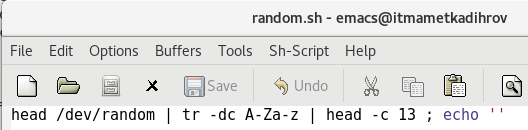 random.sh - emacs@itmametkadihrov
File Edit Options Buffers Tools Sh-Script Help
Save Undo
head /dev/random | tr -dc A-Za-z | head -c 13 ; echo ''